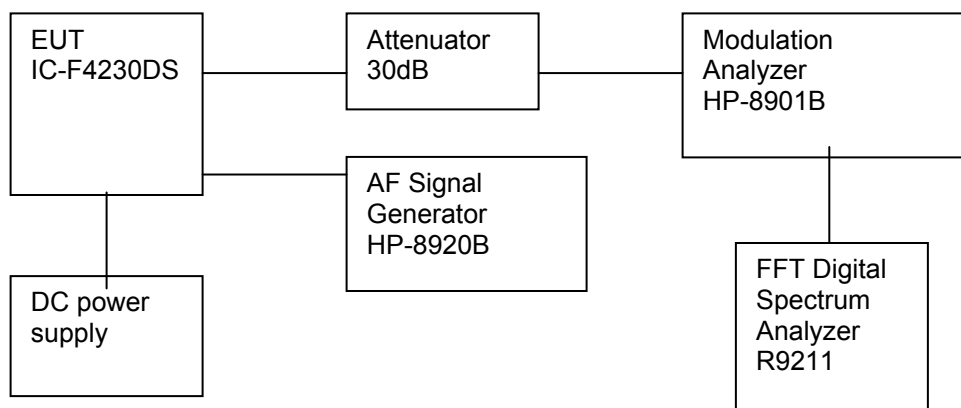 EUT
IC-F4230DS
Attenuator
30dB
Modulation
Analyzer
HP-8901B
AF Signal
Generator
HP-8920B
DC power
supply
FFT Digital
Spectrum
Analyzer
R9211